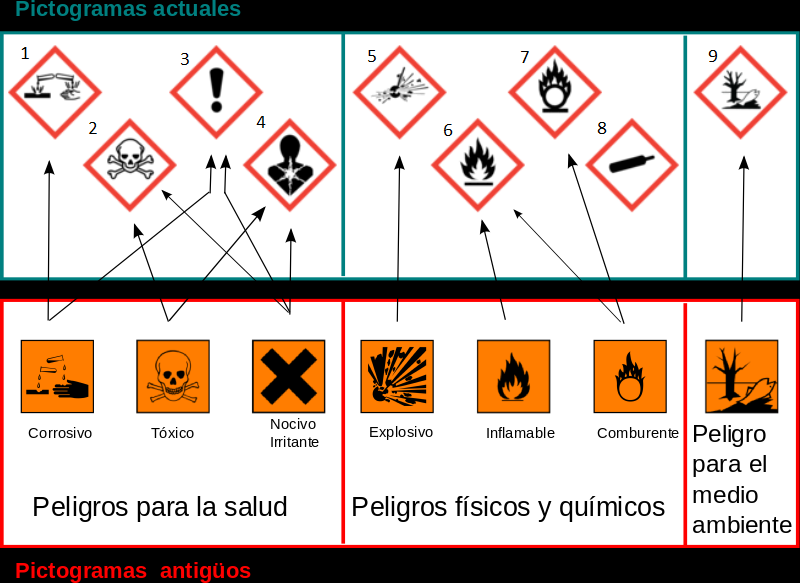 Pictogramas actuales
1
2
3
4
5
6
7
8
9
Corrosivo
Tóxico
Nocivo
Irritante
Explosivo
Inflamable
Comburente
Peligro
para el
medio
ambiente
Peligros para la salud
Peligros físicos y químicos
Pictogramas antigüos